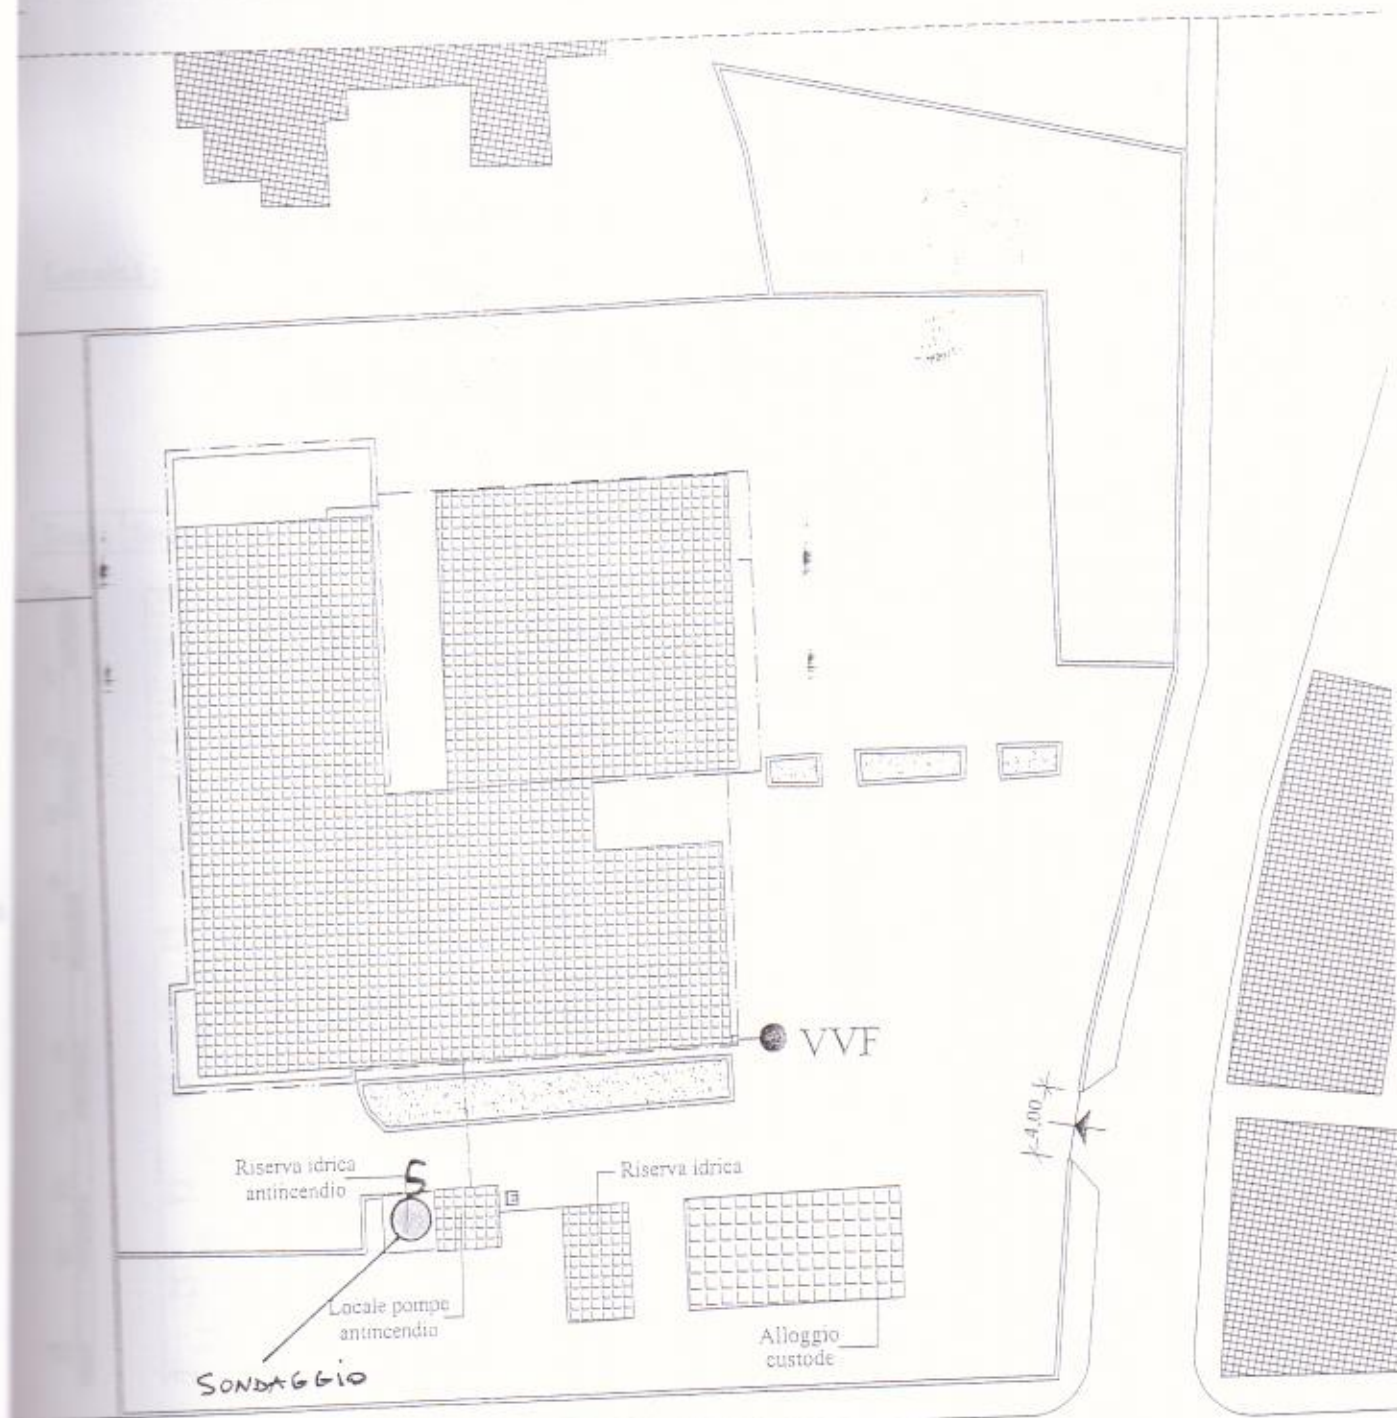 VVF
4.00
Riserva idrica
antincendio
S
Riserva idrica
E
Locale pompe
antincendio
Alloggio
custode
SONDAGGIO